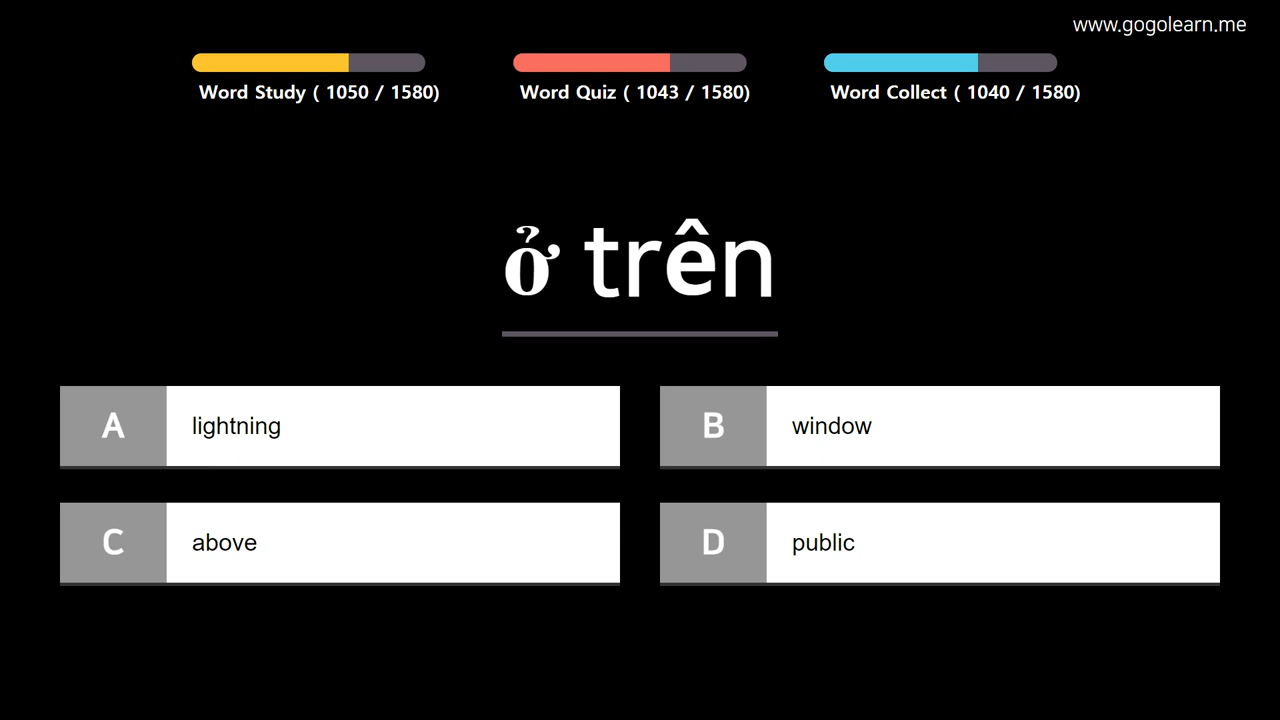 www.gogolearn.me
Word Study ( 1050 / 1580)
Word Quiz ( 1043 / 1580)
Word Collect ( 1040 / 1580)
ở trên
A lightning
B window
C above
D public